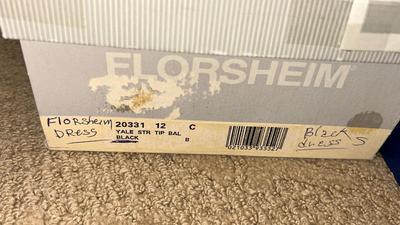 FLORSHEIM
Florsheim
DRESS
20331 12 C
YALE STR TIP BAL
BLACK B
Black
dress S